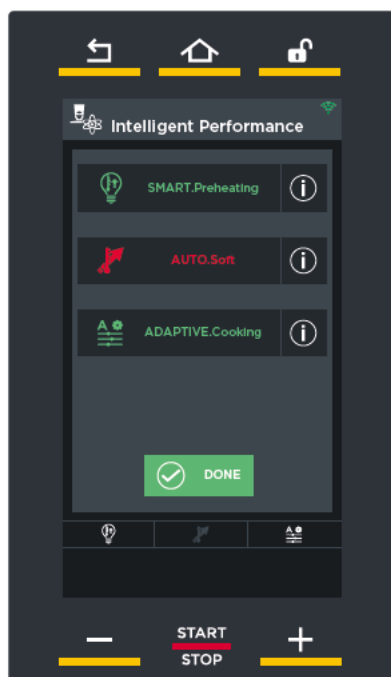 Intelligent Performance
SMART.Preheating
AUTO.Soft
ADAPTIVE.Cooking
DONE
START
STOP